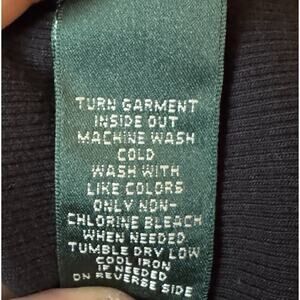 TURN GARMENT
INSIDE OUT
MACHINE WASH
COLD
WASH WITH
LIKE COLORS
ONLY NON-
CHLORINE BLEACH
WHEN NEEDED
TUMBLE DRY LOW
COOL IRON
IF NEEDED
ON REVERSE SIDE